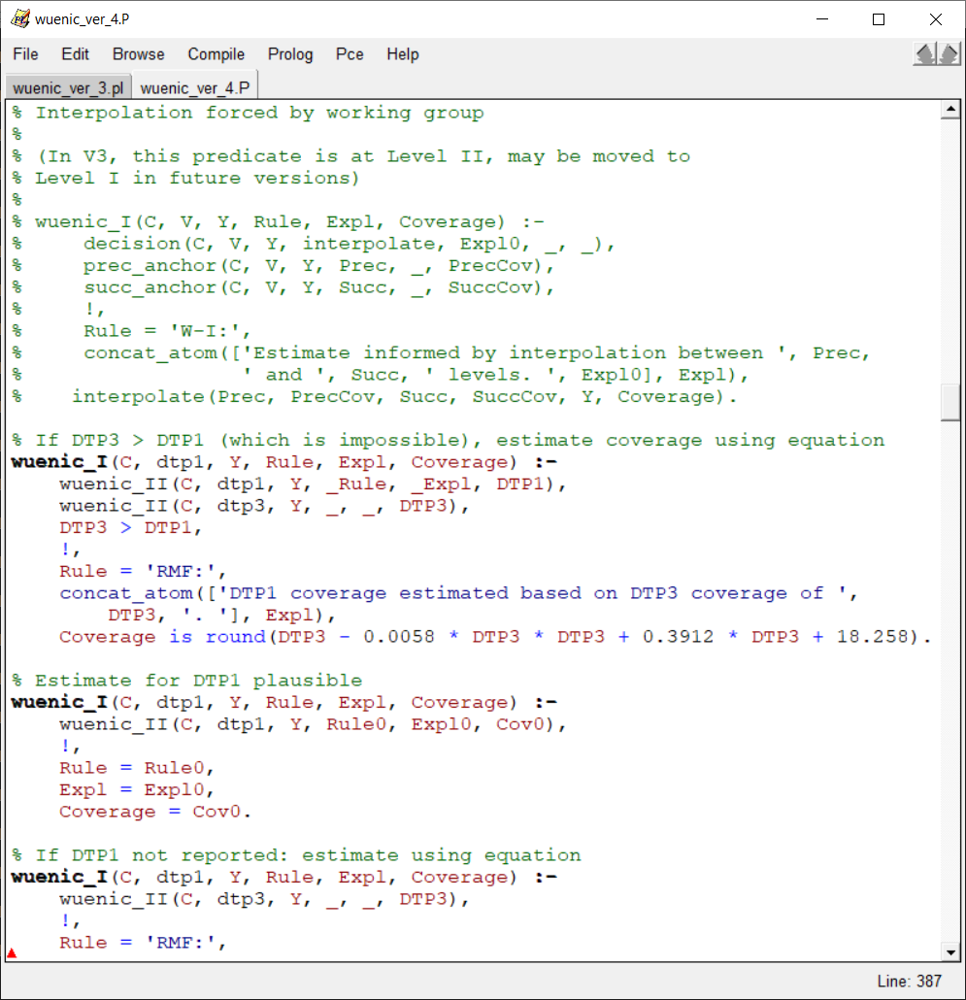 wuenic_ver_4.P
File Edit Browse Compile Prolog Pce Help
wuenic_ver_3.pl wuenic_ver_4.P
% Interpolation forced by working group
%
% (In V3, this predicate is at Level II, may be moved to
% Level I in future versions)
%
% wuenic_I(C, V, Y, Rule, Expl, Coverage) :-
%     decision(C, V, Y, interpolate, Expl0, _, _),
%     prec_anchor(C, V, Y, Prec, _, PrecCov),
%     succ_anchor(C, V, Y, Succ, _, SuccCov),
%     !,
%     Rule = 'W-I:',
%     concat_atom(['Estimate informed by interpolation between ', Prec,
%                  ' and ', Succ, ' levels. ', Expl0], Expl),
%    interpolate(Prec, PrecCov, Succ, SuccCov, Y, Coverage).
% If DTP3 > DTP1 (which is impossible), estimate coverage using equation
wuenic_I(C, dtp1, Y, Rule, Expl, Coverage) :-
    wuenic_II(C, dtp1, Y, _Rule, _Expl, DTP1),
    wuenic_II(C, dtp3, Y, _, _, DTP3),
    DTP3 > DTP1,
    !,
    Rule = 'RMF:',
    concat_atom(['DTP1 coverage estimated based on DTP3 coverage of ',
        DTP3, '. '], Expl),
    Coverage is round(DTP3 - 0.0058 * DTP3 * DTP3 + 0.3912 * DTP3 + 18.258).
% Estimate for DTP1 plausible
wuenic_I(C, dtp1, Y, Rule, Expl, Coverage) :-
    wuenic_II(C, dtp1, Y, Rule0, Expl0, Cov0),
    !,
    Rule = Rule0,
    Expl = Expl0,
    Coverage = Cov0.
% If DTP1 not reported: estimate using equation
wuenic_I(C, dtp1, Y, Rule, Expl, Coverage) :-
    wuenic_II(C, dtp3, Y, _, _, DTP3),
    !,
    Rule = 'RMF:',
Line: 387